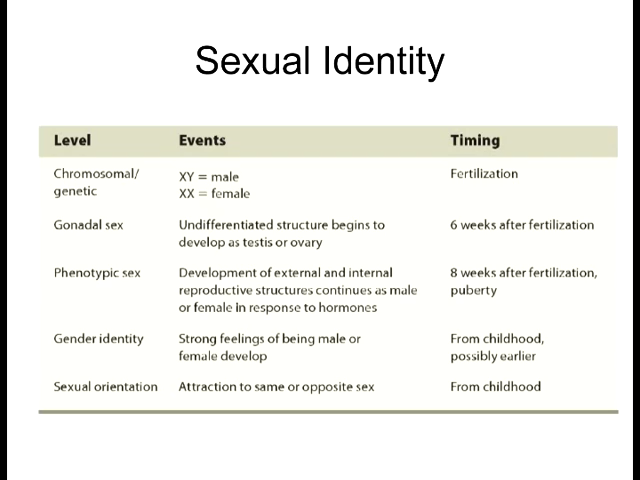 Sexual Identity
Level Events Timing
Chromosomal/ XY = male Fertilization
genetic XX = female
Gonadal sex Undifferentiated structure begins to 6 weeks after fertilization
develop as testis or ovary
Phenotypic sex Development of external and internal 8 weeks after fertilization,
reproductive structures continues as male puberty
or female in response to hormones
Gender identity Strong feelings of being male or From childhood,
female develop possibly earlier
Sexual orientation Attraction to same or opposite sex From childhood